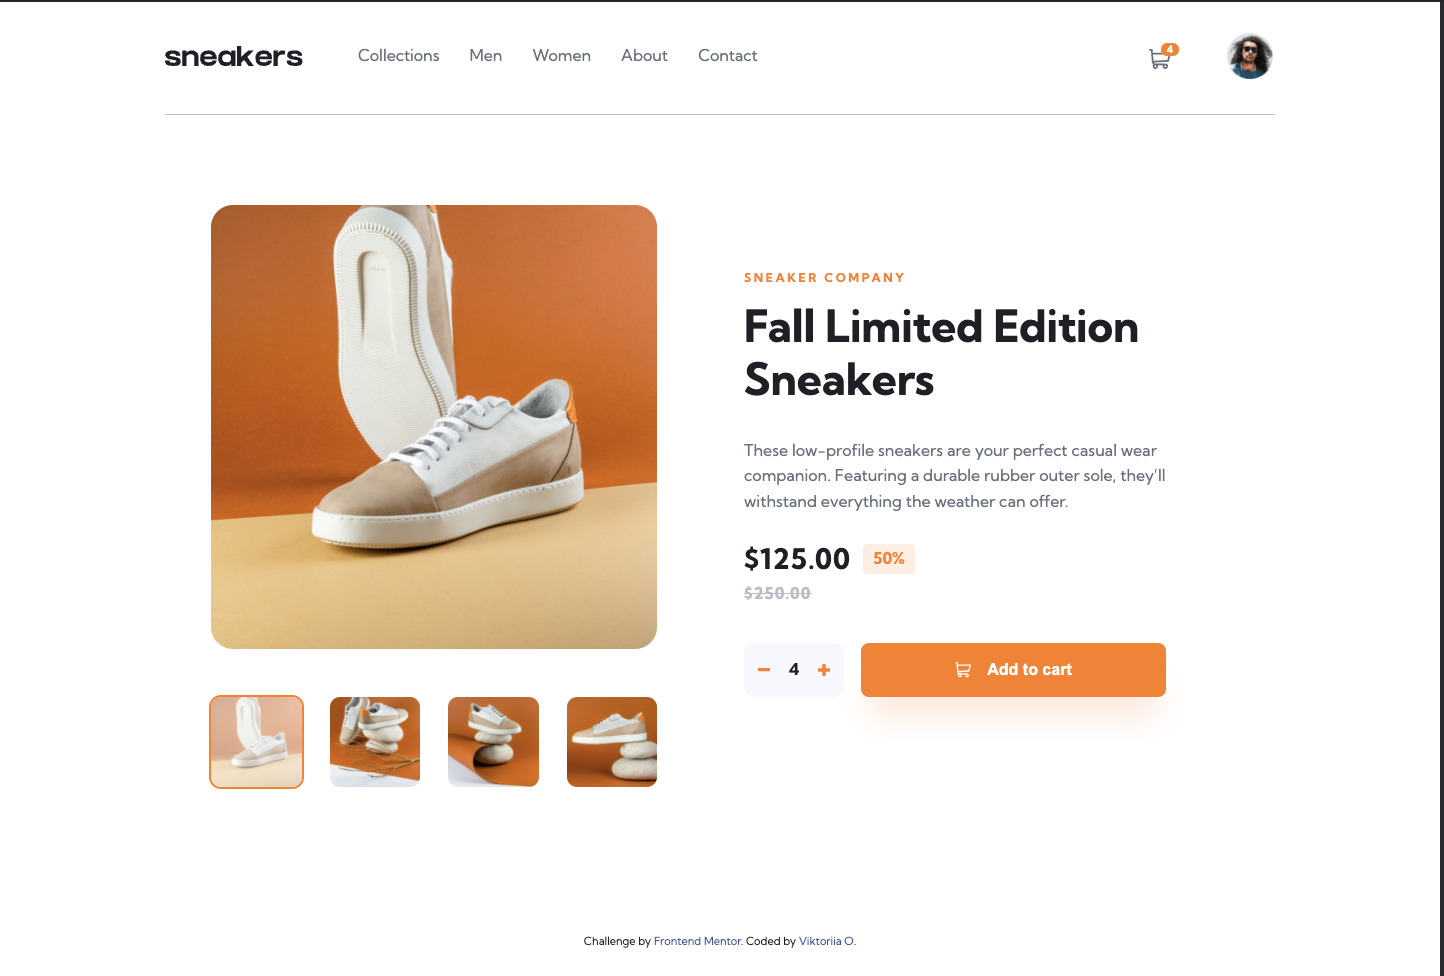 sneakers Collections Men Women About Contact 4
SNEAKER COMPANY
Fall Limited Edition
Sneakers
These low-profile sneakers are your perfect casual wear
companion. Featuring a durable rubber outer sole, they’ll
withstand everything the weather can offer.
$125.00 50%
$250.00
4 Add to cart
Challenge by Frontend Mentor. Coded by Viktoriia O.